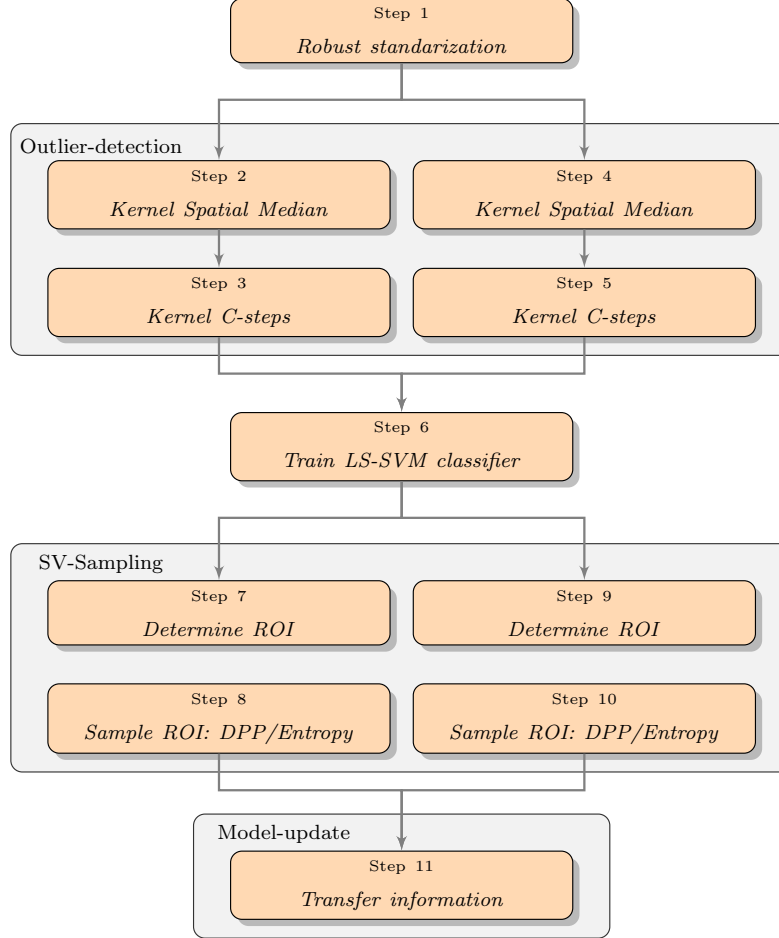 Step 1
Robust standarization
Outlier-detection
Step 2
Kernel Spatial Median
Step 4
Kernel Spatial Median
Step 3
Kernel C-steps
Step 5
Kernel C-steps
Step 6
Train LS-SVM classifier
SV-Sampling
Step 7
Determine ROI
Step 9
Determine ROI
Step 8
Sample ROI: DPP/Entropy
Step 10
Sample ROI: DPP/Entropy
Model-update
Step 11
Transfer information